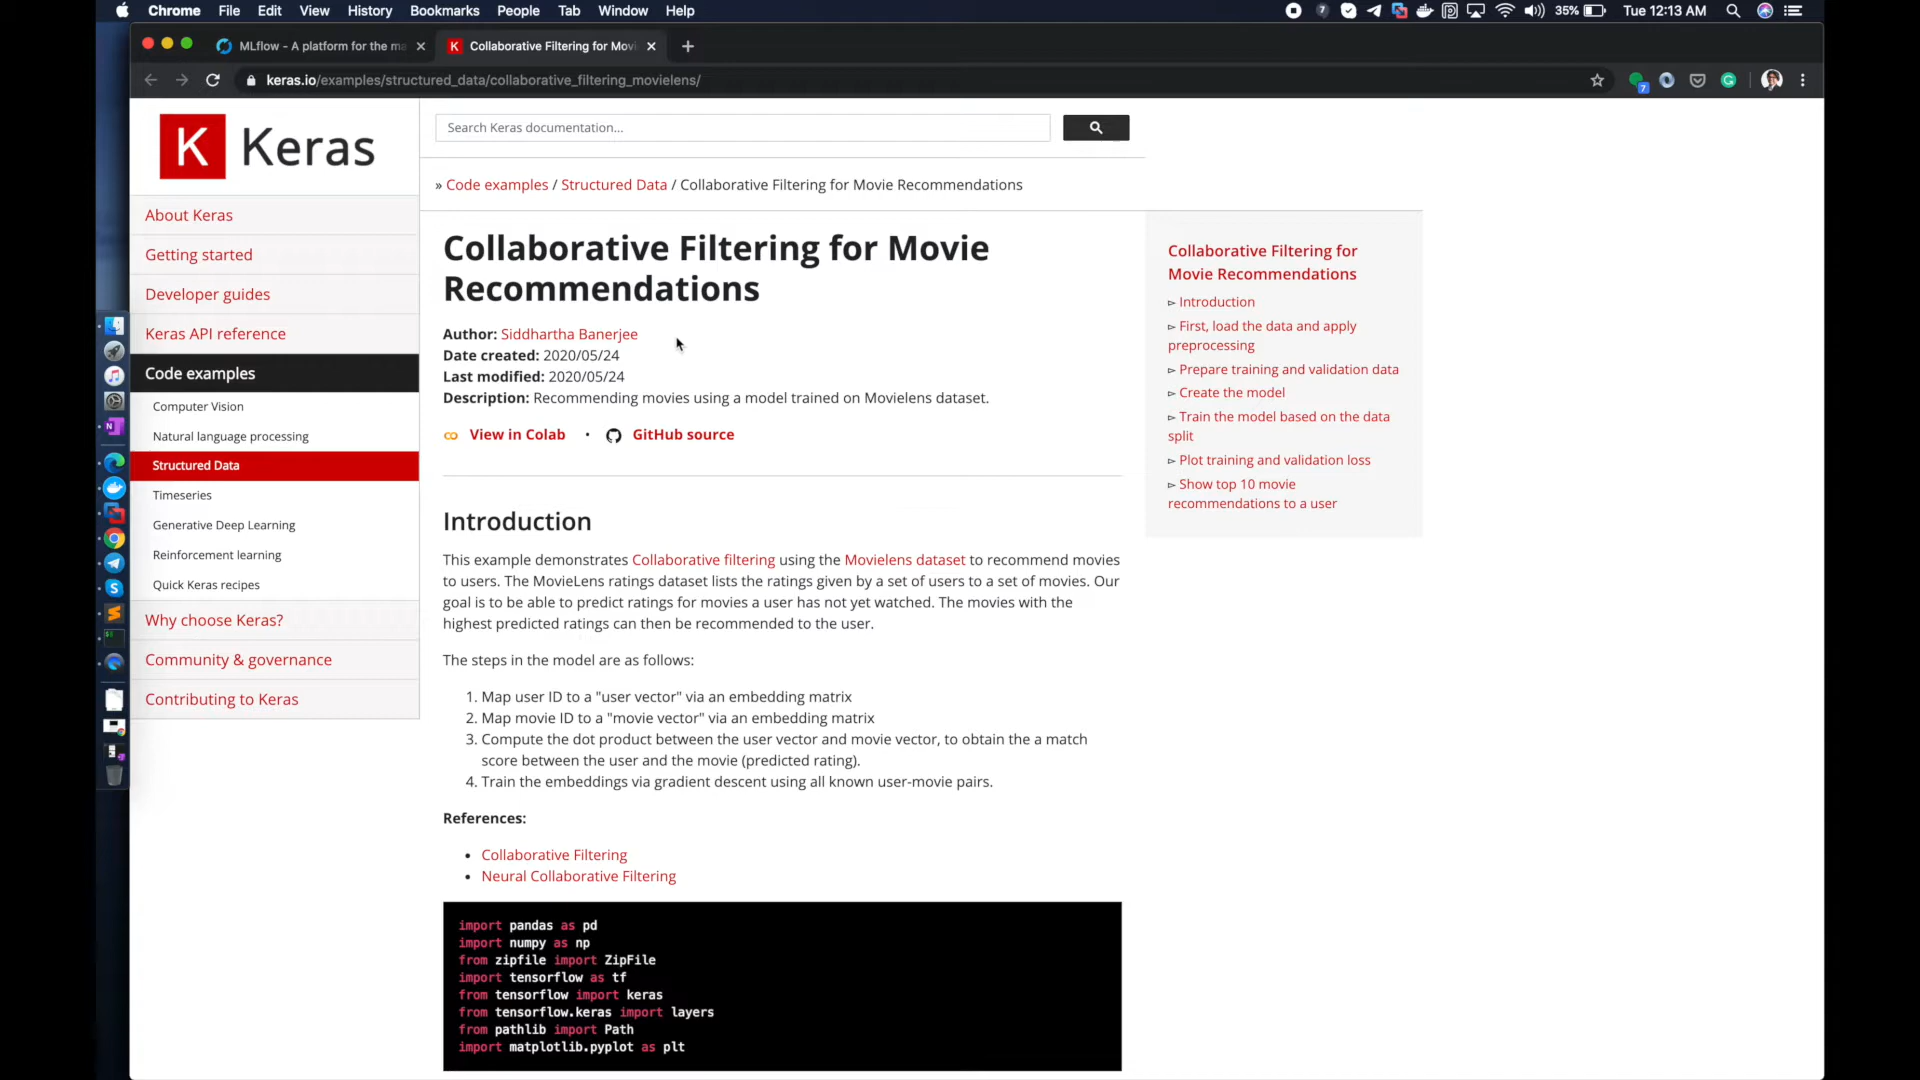 Chrome File Edit View History Bookmarks People Tab Window Help
35% Tue 12:13 AM
MLflow - A platform for the ma
Collaborative Filtering for Movi
keras.io/examples/structured_data/collaborative_filtering_movielens/
7
K Keras
Search Keras documentation...
» Code examples / Structured Data / Collaborative Filtering for Movie Recommendations
About Keras
Getting started
Developer guides
Keras API reference
Code examples
Computer Vision
Natural language processing
Structured Data
Timeseries
Generative Deep Learning
Reinforcement learning
Quick Keras recipes
Why choose Keras?
Community & governance
Contributing to Keras
Collaborative Filtering for Movie
Recommendations
Author: Siddhartha Banerjee
Date created: 2020/05/24
Last modified: 2020/05/24
Description: Recommending movies using a model trained on Movielens dataset.
View in Colab • GitHub source
Introduction
This example demonstrates Collaborative filtering using the Movielens dataset to recommend movies
to users. The MovieLens ratings dataset lists the ratings given by a set of users to a set of movies. Our
goal is to be able to predict ratings for movies a user has not yet watched. The movies with the
highest predicted ratings can then be recommended to the user.
The steps in the model are as follows:
1. Map user ID to a "user vector" via an embedding matrix
2. Map movie ID to a "movie vector" via an embedding matrix
3. Compute the dot product between the user vector and movie vector, to obtain the a match
score between the user and the movie (predicted rating).
4. Train the embeddings via gradient descent using all known user-movie pairs.
References:
• Collaborative Filtering
• Neural Collaborative Filtering
import pandas as pd
import numpy as np
from zipfile import ZipFile
import tensorflow as tf
from tensorflow import keras
from tensorflow.keras import layers
from pathlib import Path
import matplotlib.pyplot as plt
Collaborative Filtering for
Movie Recommendations
▻ Introduction
▻ First, load the data and apply
preprocessing
▻ Prepare training and validation data
▻ Create the model
▻ Train the model based on the data
split
▻ Plot training and validation loss
▻ Show top 10 movie
recommendations to a user